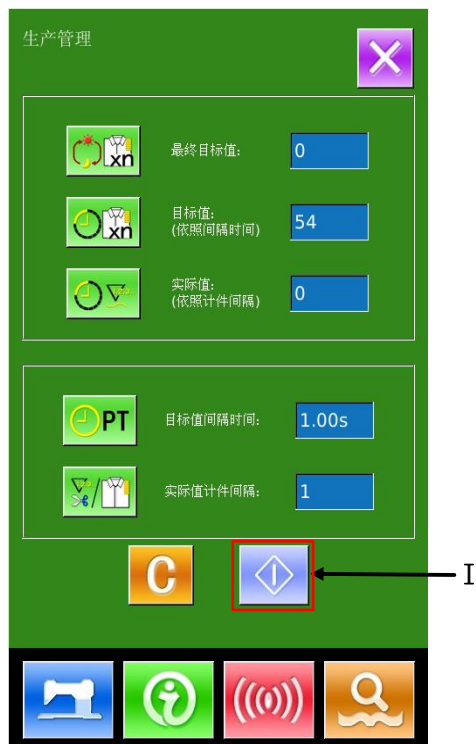 生产管理
xn
最终目标值:
0
xn
目标值:
(依照间隔时间)
54
实际值:
(依照计件间隔)
0
PT
目标值间隔时间:
1.00s
实际值计件间隔:
1
C
I